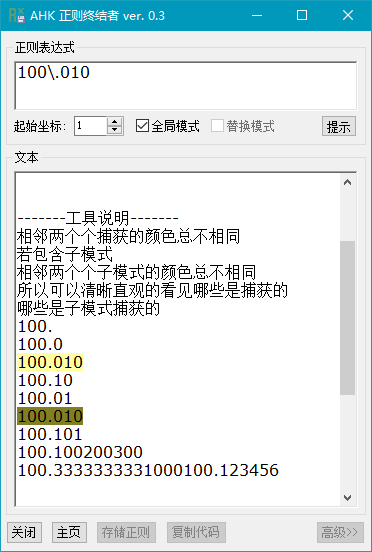 AHK 正则终结者 ver. 0.3
正则表达式
100\.010
起始坐标: 1 全局模式 替换模式 提示
文本
-------工具说明-------
相邻两个个捕获的颜色总不相同
若包含子模式
相邻两个个子模式的颜色总不相同
所以可以清晰直观的看见哪些是捕获的
哪些是子模式捕获的
100.
100.0
100.010
100.10
100.01
100.010
100.101
100.100200300
100.3333333331000100.123456
关闭 主页 存储正则 复制代码 高级>>